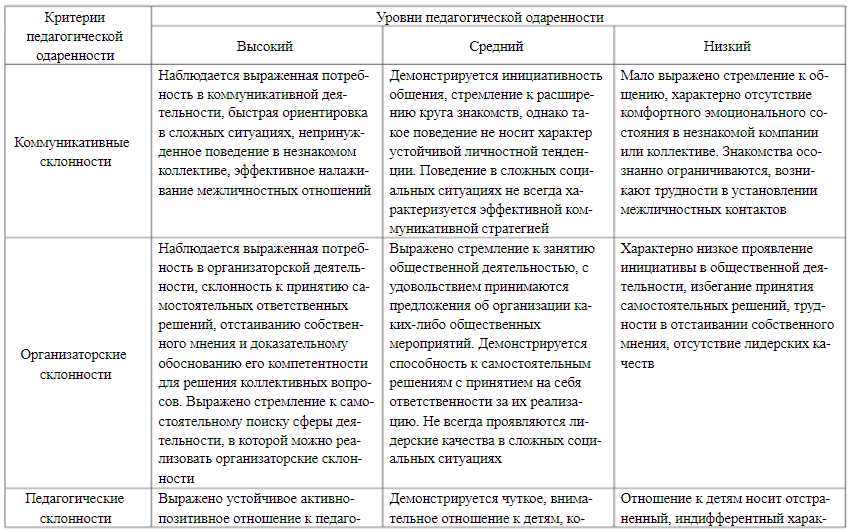 Критерии
педагогической
одаренности
Уровни педагогической одаренности
Высокий
Средний
Низкий
Коммуникативные
склонности
Наблюдается выраженная потреб-
ность в коммуникативной дея-
тельности, быстрая ориентировка
в сложных ситуациях, непринуж-
денное поведение в незнакомом
коллективе, эффективное налажи-
вание межличностных отношений
Демонстрируется инициативность
общения, стремление к расшире-
нию круга знакомств, однако та-
кое поведение не носит характер
устойчивой личностной тенден-
ции. Поведение в сложных соци-
альных ситуациях не всегда ха-
рактеризуется эффективной ком-
муникативной стратегией
Мало выражено стремление к об-
щению, характерно отсутствие
комфортного эмоционального со-
стояния в незнакомой компании
или коллективе. Знакомства осо-
знанно ограничиваются, возни-
кают трудности в установлении
межличностных контактов
Организаторские
склонности
Наблюдается выраженная потреб-
ность в организаторской деятель-
ности, склонность к принятию са-
мостоятельных ответственных
решений, отстаиванию собствен-
ного мнения и доказательному
обоснованию его компетентности
для решения коллективных вопро-
сов. Выражено стремление к само-
стоятельному поиску сферы дея-
тельности, в которой можно реа-
лизовать организаторские склон-
ности
Выражено стремление к занятию
общественной деятельностью, с
удовольствием принимаются
предложения об организации ка-
ких-либо общественных
мероприятий. Демонстрируется
способность к самостоятельным
решениям с принятием на себя
ответственности за их реализа-
цию. Не всегда проявляются ли-
дерские качества в сложных соци-
альных ситуациях
Характерно низкое проявление
инициативы в общественной дея-
тельности, избегание принятия
самостоятельных решений, труд-
ности в отстаивании собственного
мнения, отсутствие лидерских ка-
честв
Педагогические
склонности
Выражено устойчивое активно-
позитивное отношение к педаго-
Демонстрируется чуткое, внима-
тельное отношение к детям, ко-
Отношение к детям носит отстра-
ненный, индифферентный харак-